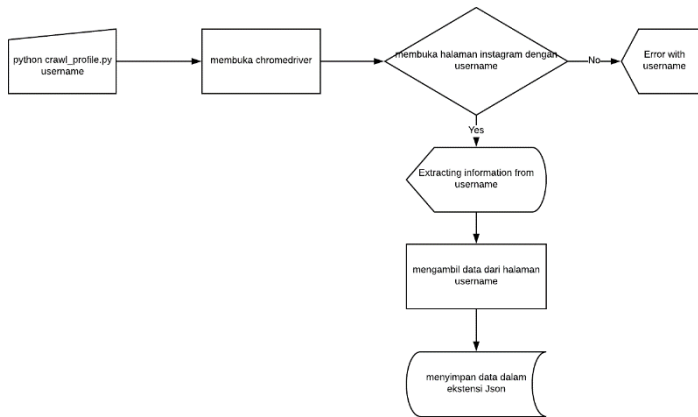 python crawl_profile.py
username
membuka chromedriver
membuka halaman instagram dengan
username
No
Error with
username
Yes
Extracting information from
username
mengambil data dari halaman
username
menyimpan data dalam
ekstensi Json